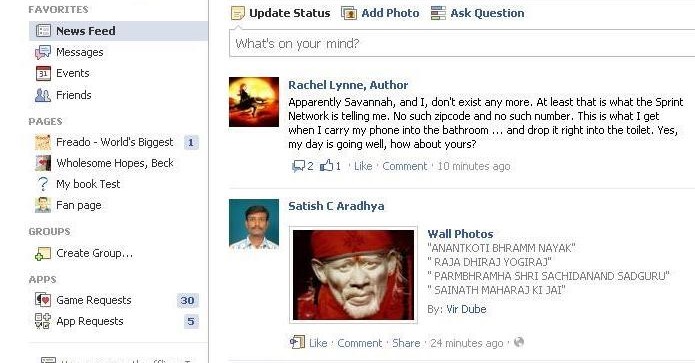 FAVORITES
News Feed
Messages
Events
31
Friends
PAGES
Freado - World's Biggest 1
Wholesome Hopes, Beck
My book Test
Fan page
GROUPS
Create Group...
APPS
Game Requests 30
App Requests 5
Update Status Add Photo Ask Question
What's on your mind?
Rachel Lynne, Author
Apparently Savannah, and I, don't exist any more. At least that is what the Sprint
Network is telling me. No such zipcode and no such number. This is what I get
when I carry my phone into the bathroom ... and drop it right into the toilet. Yes,
my day is going well, how about yours?
2 1 · Like · Comment · 10 minutes ago
Satish C Aradhya
Wall Photos
"ANANTKOTI BHRAMM NAYAK"
" RAJA DHIRAJ YOGIRAJ"
" PARMBHRAMHA SHRI SACHIDANAND SADGURU"
" SAINATH MAHARAJ KI JAI"
By: Vir Dube
Like · Comment · Share · 24 minutes ago ·